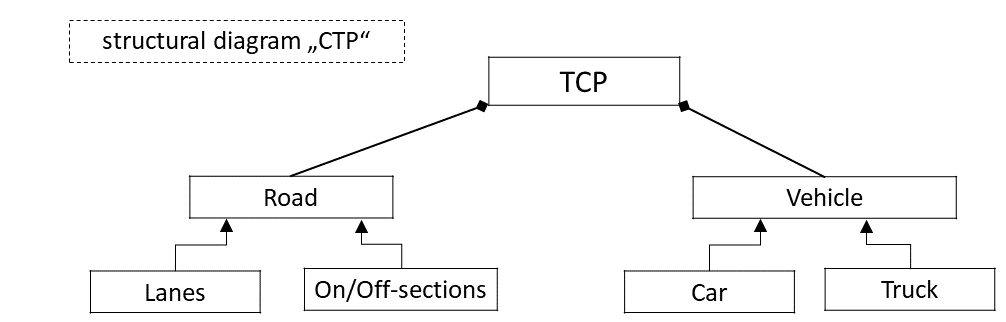 structural diagram „CTP“
TCP
Road
Vehicle
Lanes
On/Off-sections
Car
Truck